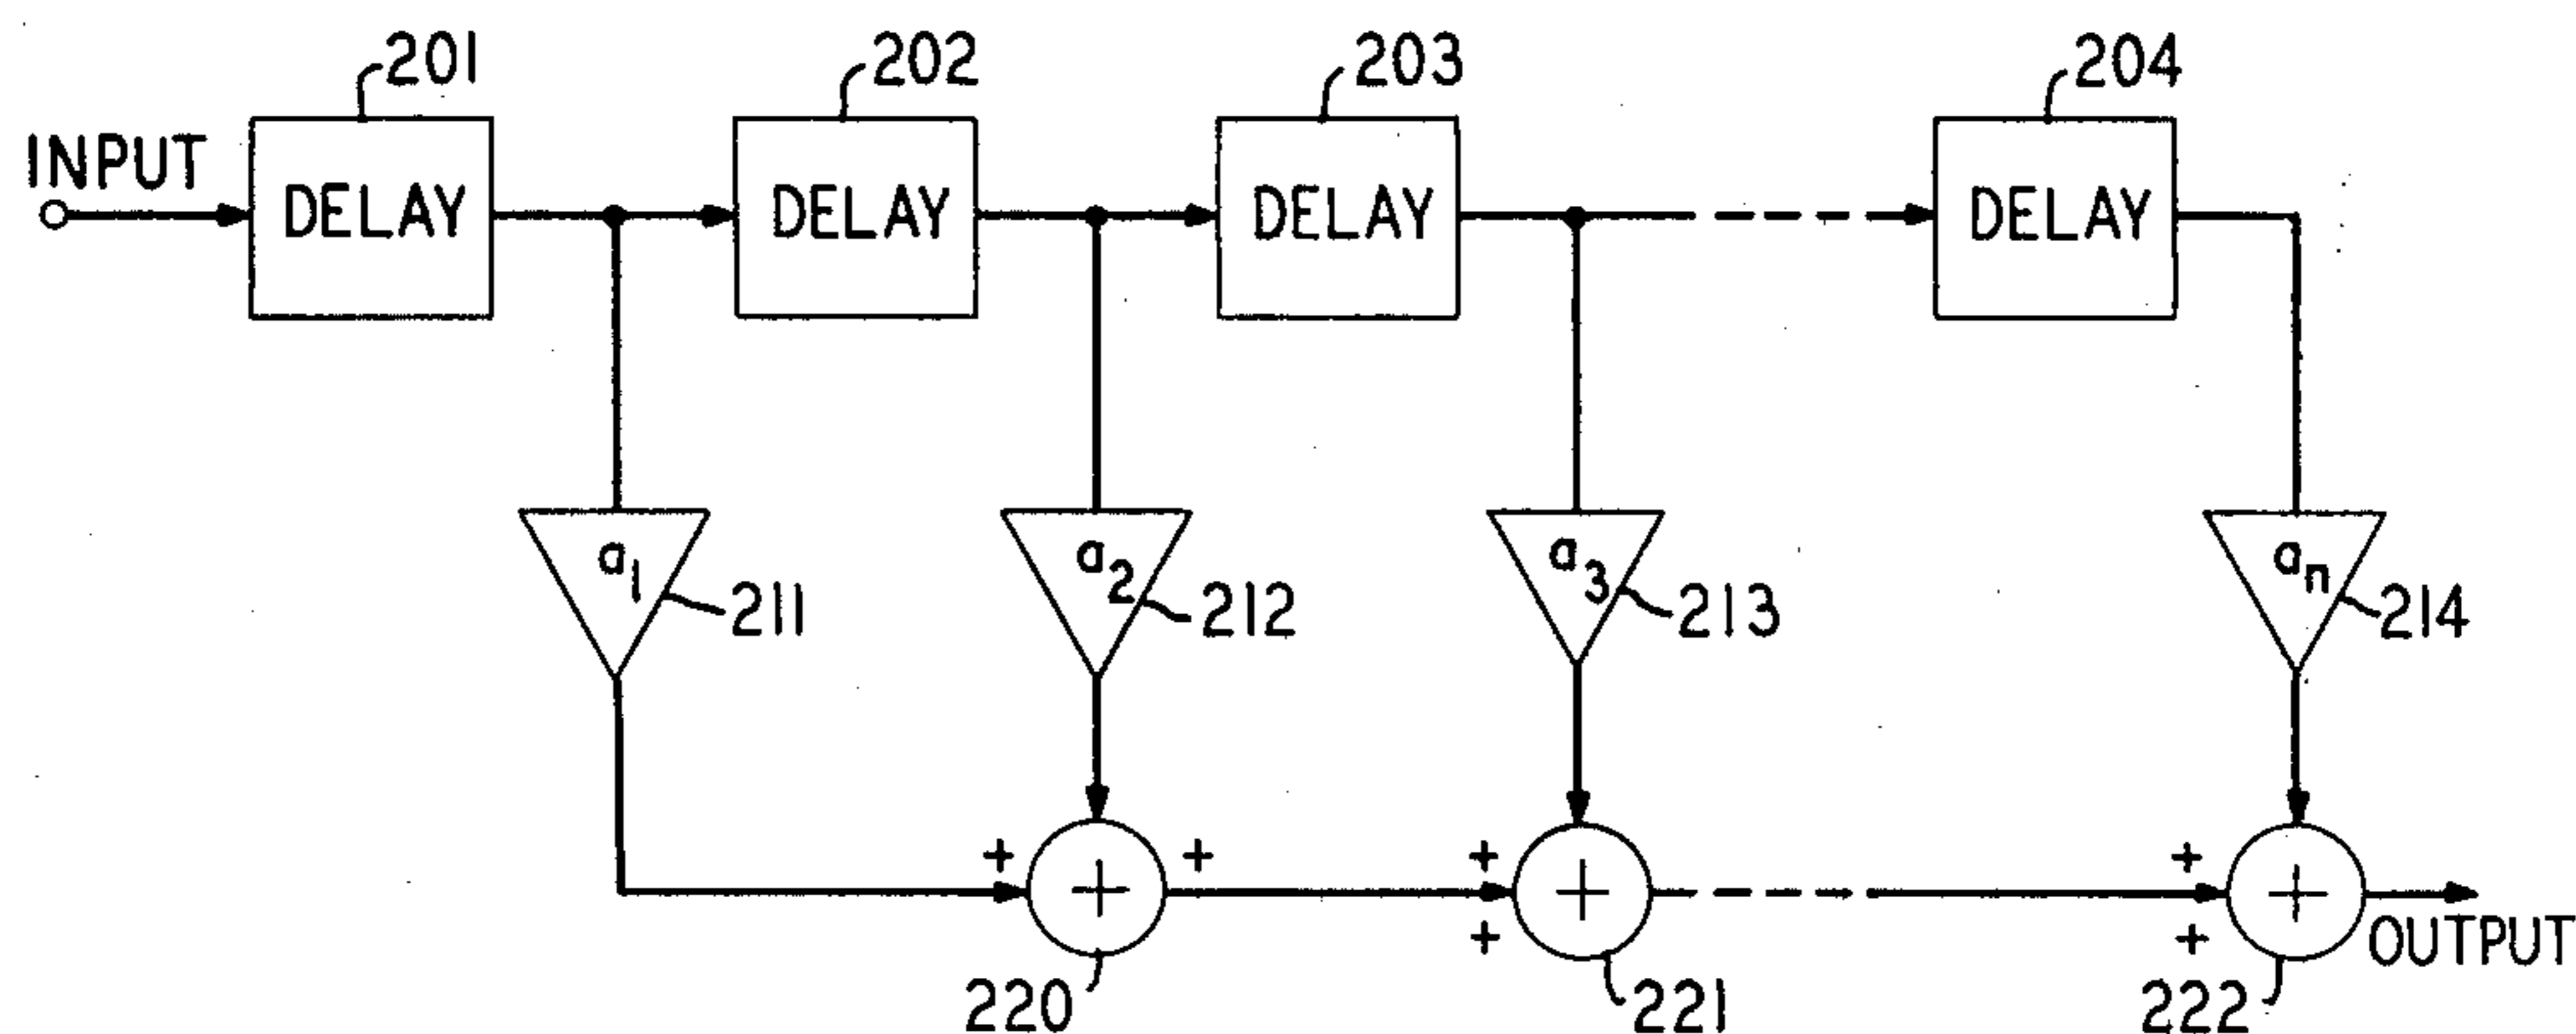 201 202 203 204
INPUT
DELAY DELAY DELAY DELAY
a1 a2 a3 an
211 212 213 214
+ + + +
+ + +
+ +
OUTPUT
220 221 222